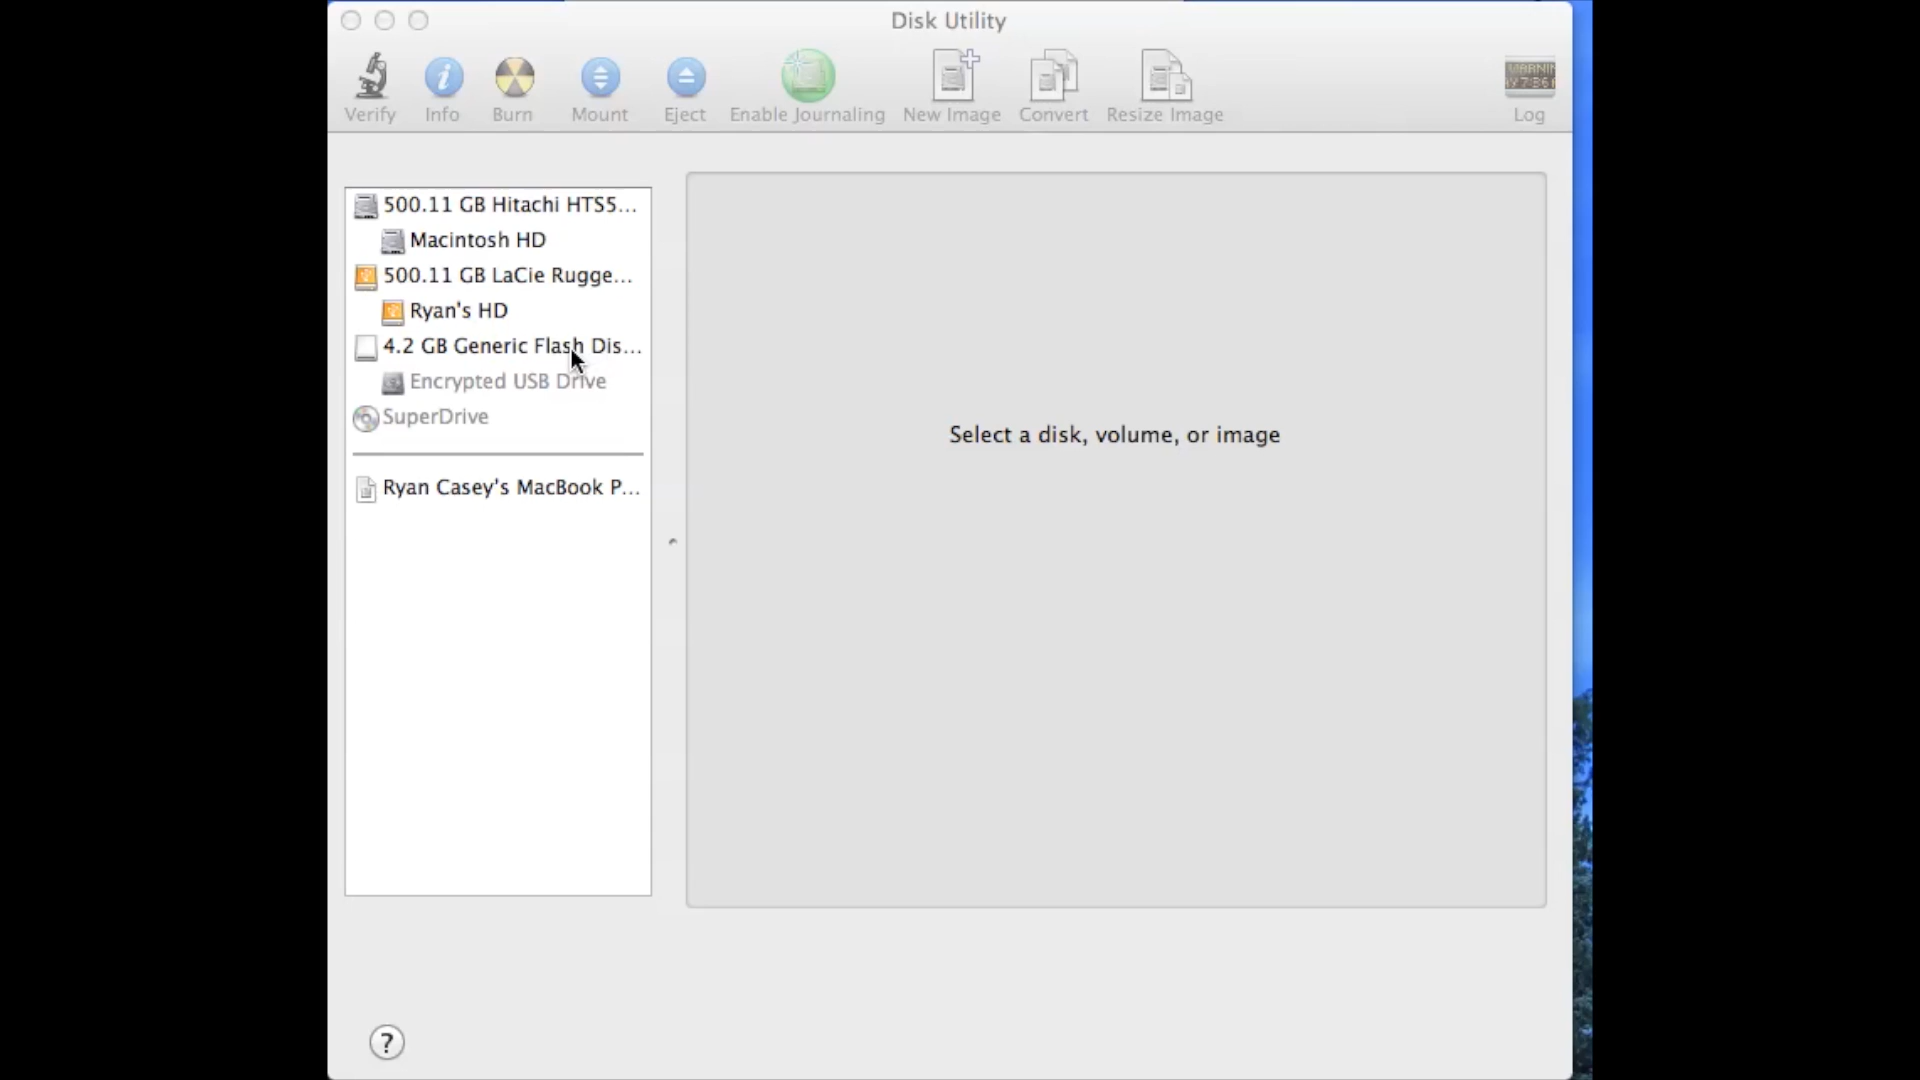 Disk Utility
Verify
Info
Burn
Mount
Eject
Enable Journaling
New Image
Convert
Resize Image
WARNIN
Log
500.11 GB Hitachi HTS5...
Macintosh HD
500.11 GB LaCie Rugge...
Ryan's HD
4.2 GB Generic Flash Dis...
Encrypted USB Drive
SuperDrive
Ryan Casey's MacBook P...
Select a disk, volume, or image
?